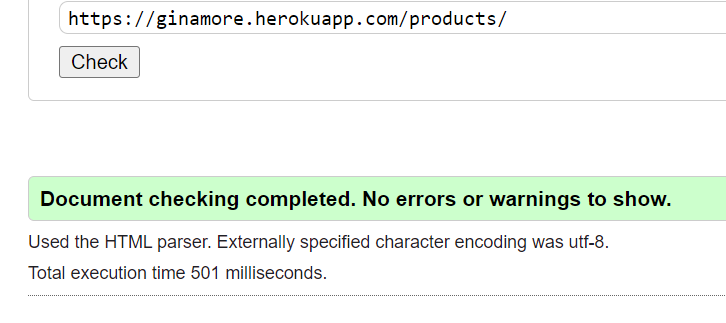 https://ginamore.herokuapp.com/products/
Check
Document checking completed. No errors or warnings to show.
Used the HTML parser. Externally specified character encoding was utf-8.
Total execution time 501 milliseconds.